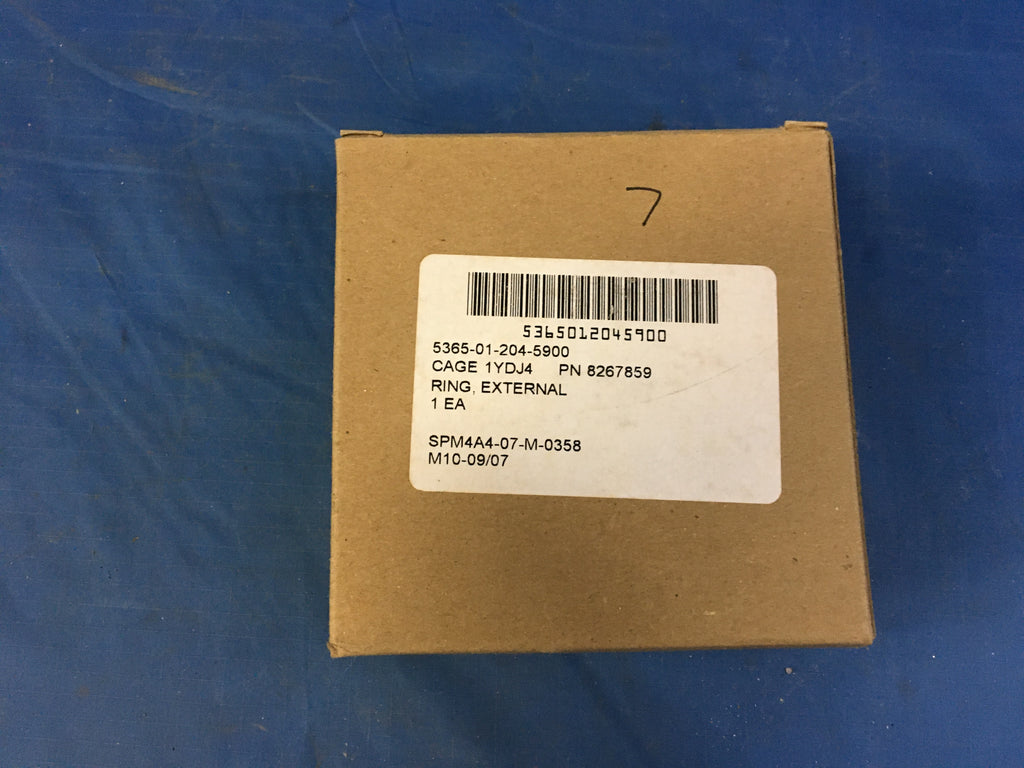 7
5365012045900
5365-01-204-5900
CAGE 1YDJ4 PN 8267859
RING, EXTERNAL
1 EA
SPM4A4-07-M-0358
M10-09/07